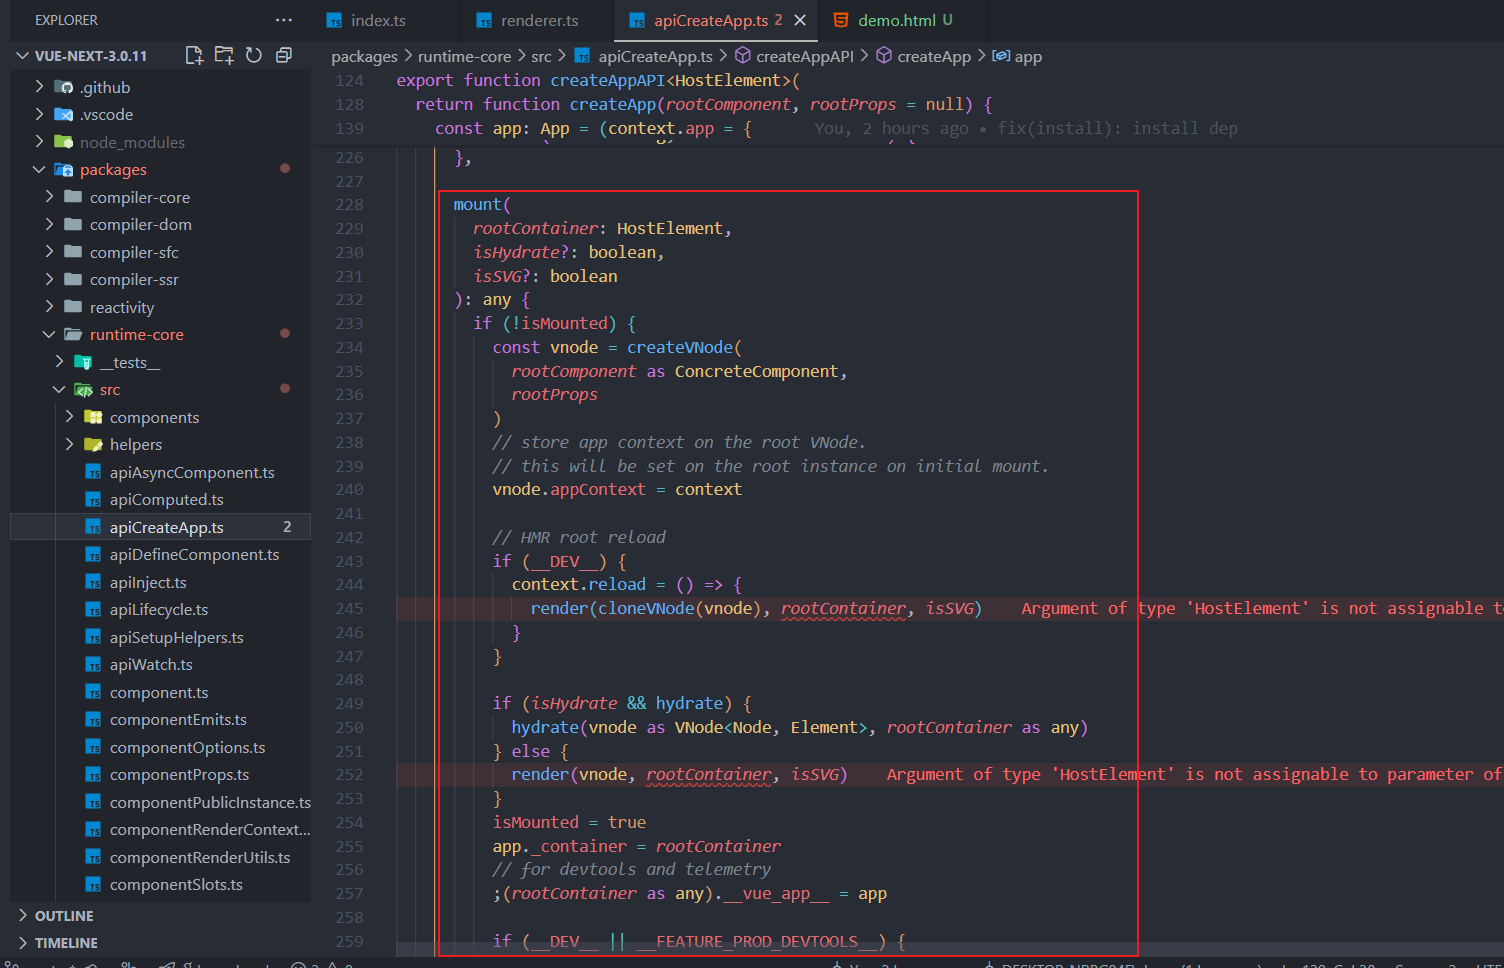 EXPLORER
index.ts
renderer.ts
apiCreateApp.ts 2
demo.html U
VUE-NEXT-3.0.11
.github
.vscode
node_modules
packages
compiler-core
compiler-dom
compiler-sfc
compiler-ssr
reactivity
runtime-core
__tests__
src
components
helpers
apiAsyncComponent.ts
apiComputed.ts
apiCreateApp.ts 2
apiDefineComponent.ts
apiInject.ts
apiLifecycle.ts
apiSetupHelpers.ts
apiWatch.ts
component.ts
componentEmits.ts
componentOptions.ts
componentProps.ts
componentPublicInstance.ts
componentRenderContext...
componentRenderUtils.ts
componentSlots.ts
OUTLINE
TIMELINE
packages > runtime-core > src > apiCreateApp.ts > createAppAPI > createApp > app
124 export function createAppAPI<HostElement>(
128 return function createApp(rootComponent, rootProps = null) {
139 const app: App = (context.app = { You, 2 hours ago • fix(install): install dep
226 },
227
228 mount(
229 rootContainer: HostElement,
230 isHydrate?: boolean,
231 isSVG?: boolean
232 ): any {
233 if (!isMounted) {
234 const vnode = createVNode(
235 rootComponent as ConcreteComponent,
236 rootProps
237 )
238 // store app context on the root VNode.
239 // this will be set on the root instance on initial mount.
240 vnode.appContext = context
241
242 // HMR root reload
243 if (__DEV__) {
244 context.reload = () => {
245 render(cloneVNode(vnode), rootContainer, isSVG) Argument of type 'HostElement' is not assignable to
246 }
247 }
248
249 if (isHydrate && hydrate) {
250 hydrate(vnode as VNode<Node, Element>, rootContainer as any)
251 } else {
252 render(vnode, rootContainer, isSVG) Argument of type 'HostElement' is not assignable to parameter of
253 }
254 isMounted = true
255 app._container = rootContainer
256 // for devtools and telemetry
257 ;(rootContainer as any).__vue_app__ = app
258
259 if (__DEV__ || __FEATURE_PROD_DEVTOOLS__) {